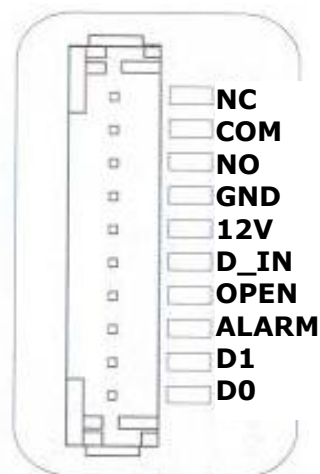 NC
COM
NO
GND
12V
D_IN
OPEN
ALARM
D1
D0